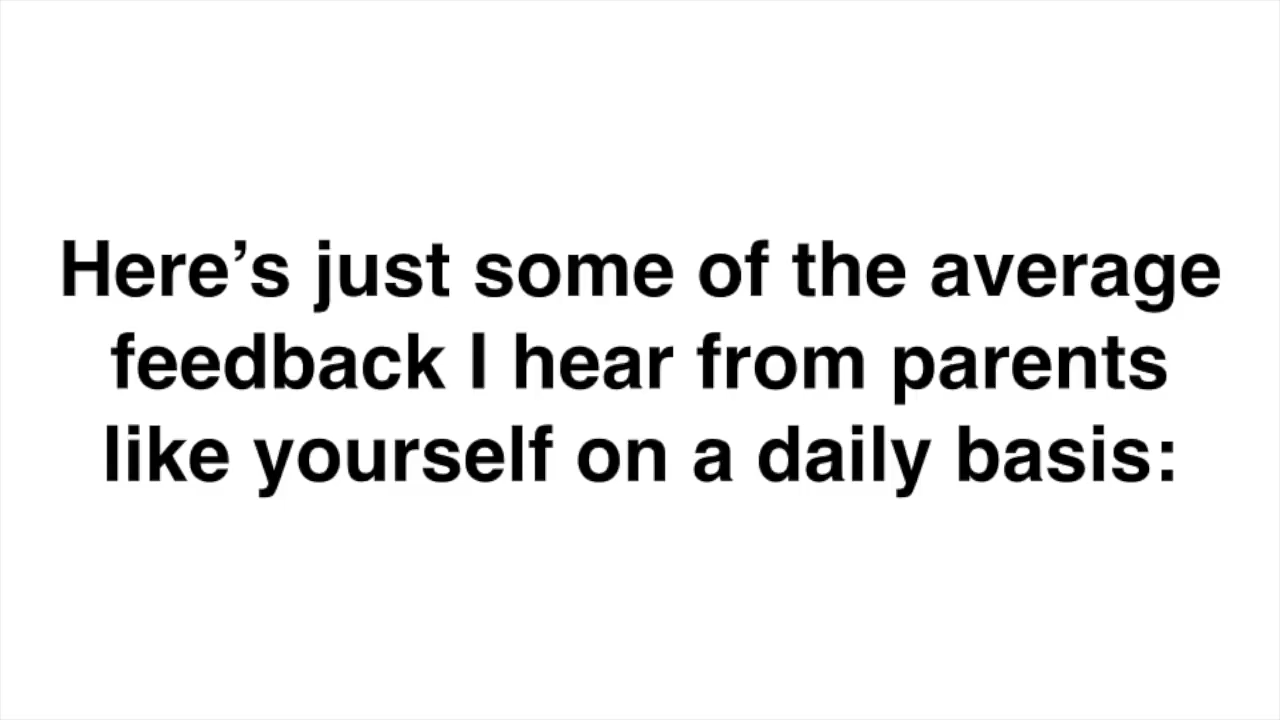 Here’s just some of the average
feedback I hear from parents
like yourself on a daily basis: